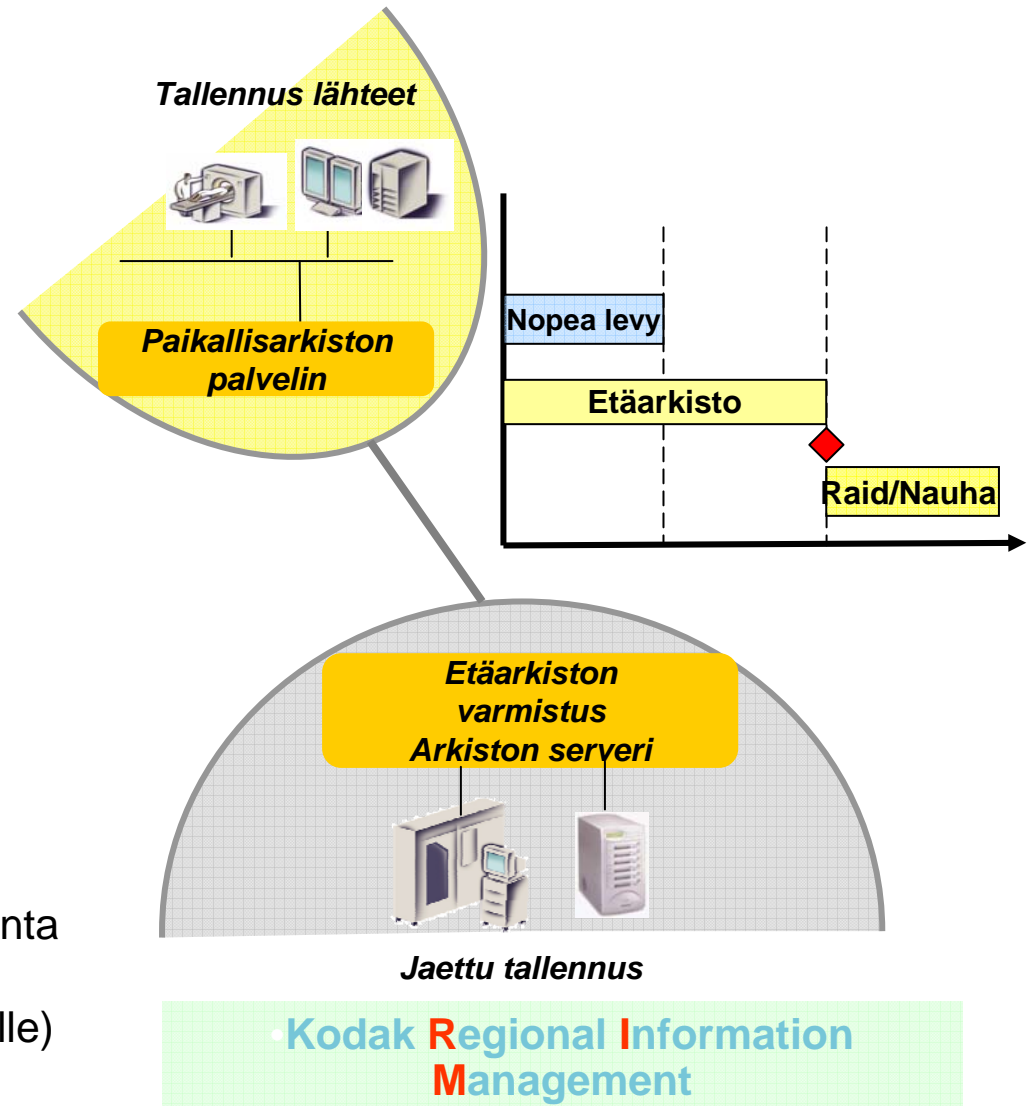 Tallennus lähteet
Paikallisarkiston
palvelin
Nopea levy
Etäarkisto
Raid/Nauha
Etäarkiston
varmistus
Arkiston serveri
nta
lle)
Jaettu tallennus
•Kodak Regional Information
Management